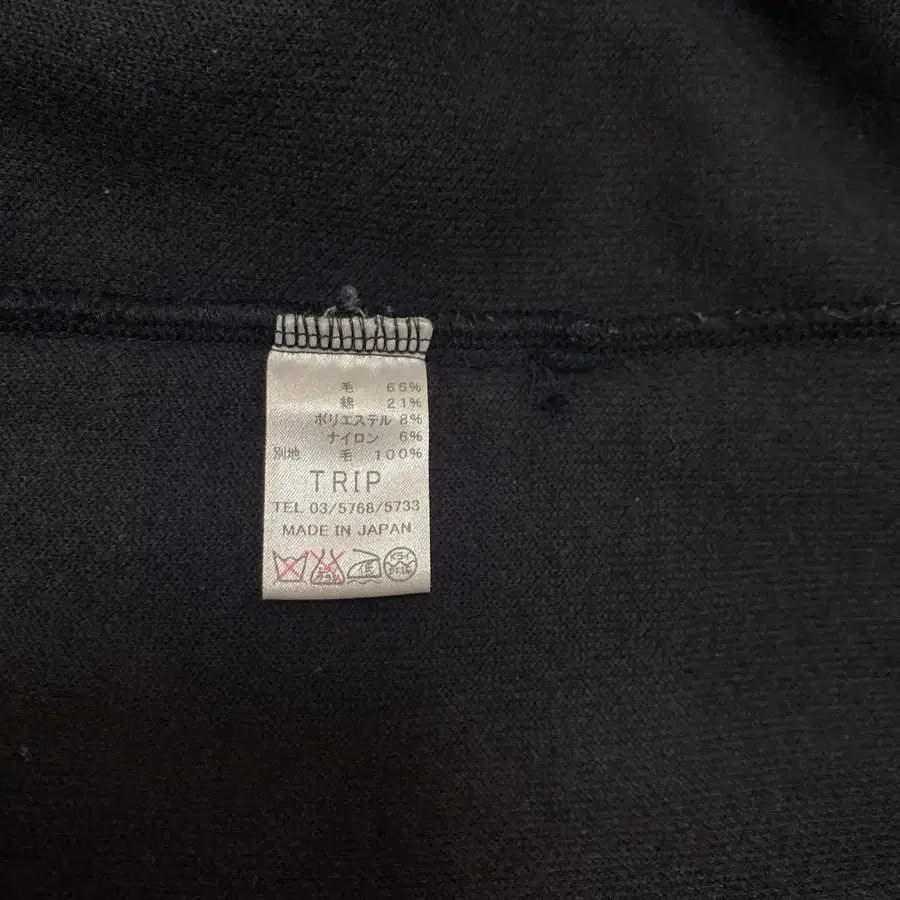 毛 65%
綿 21%
ポリエステル 8%
ナイロン 6%
別地 毛 100%
TRIP
TEL 03/5768/5733
MADE IN JAPAN